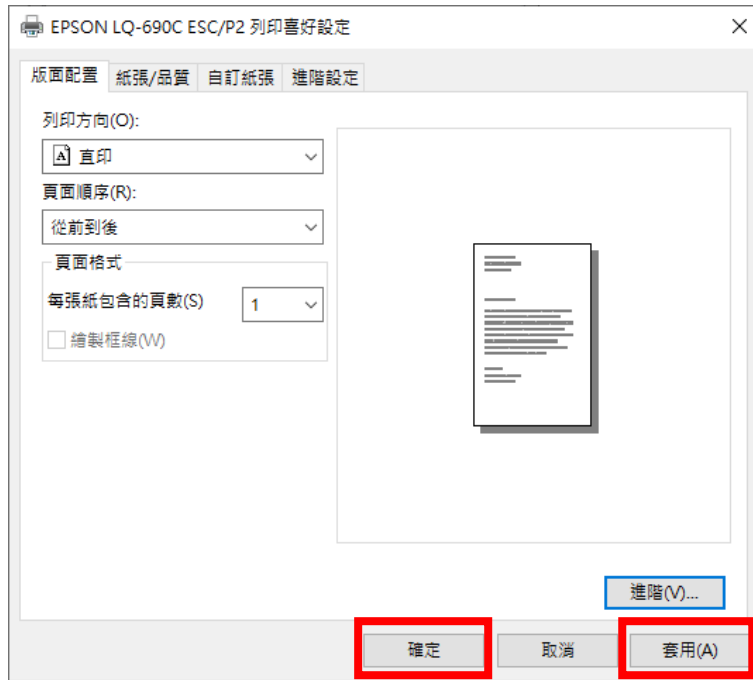 EPSON LQ-690C ESC/P2 列印喜好設定
版面配置 紙張/品質 自訂紙張 進階設定
列印方向(O):
直印
頁面順序(R):
從前到後
頁面格式
每張紙包含的頁數(S) 1
繪製框線(W)
進階(V)...
確定 取消 套用(A)